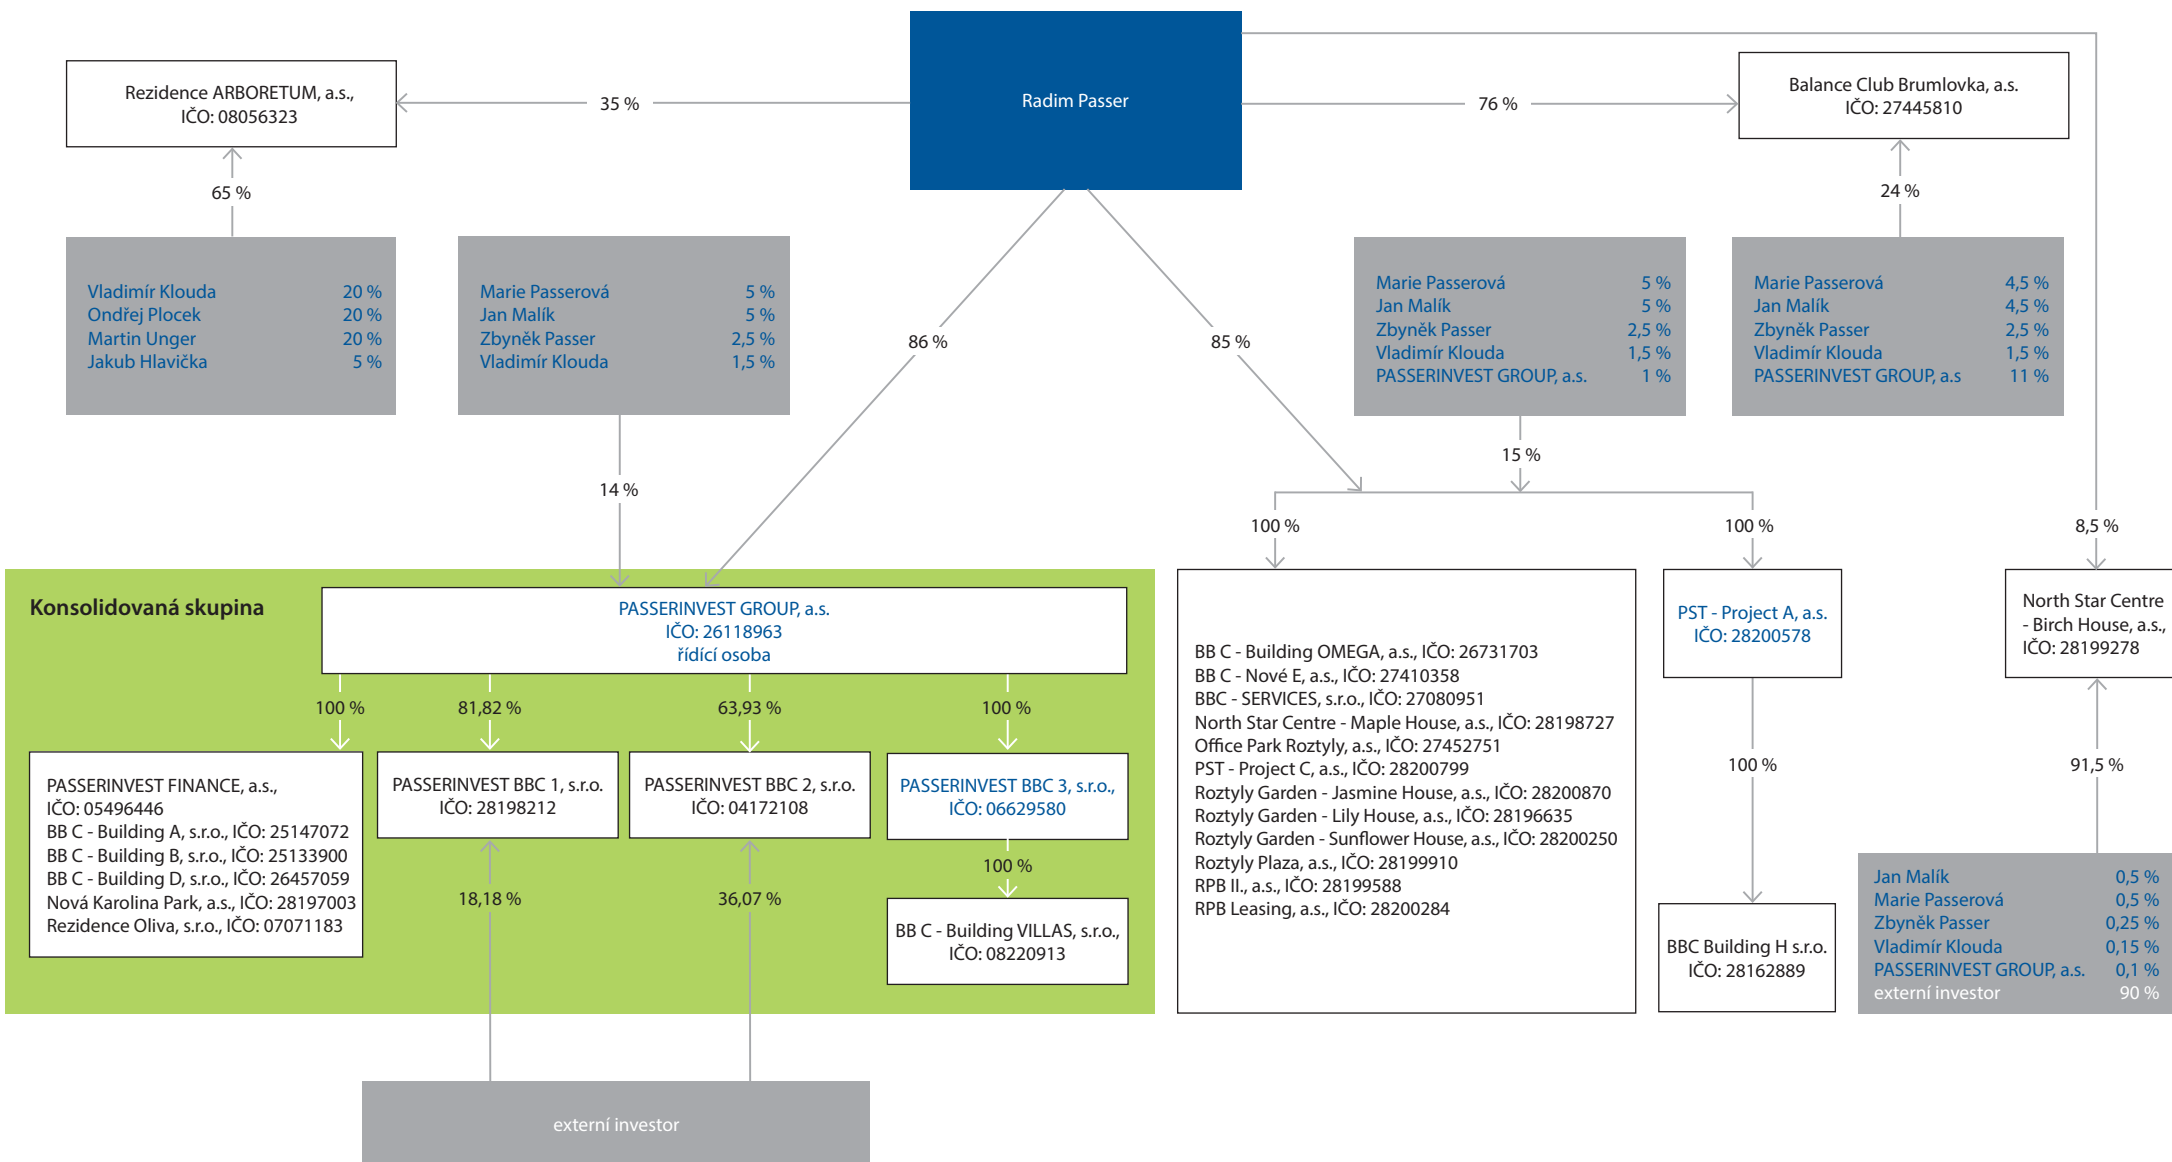 Radim Passer
Rezidence ARBORETUM, a.s.,
IČO: 08056323
35 %
76 %
Balance Club Brumlovka, a.s.
IČO: 27445810
65 %
24 %
Vladimír Klouda 20 %
Ondřej Plocek 20 %
Martin Unger 20 %
Jakub Hlavička 5 %
Marie Passerová 5 %
Jan Malík 5 %
Zbyněk Passer 2,5 %
Vladimír Klouda 1,5 %
86 %
85 %
Marie Passerová 5 %
Jan Malík 5 %
Zbyněk Passer 2,5 %
Vladimír Klouda 1,5 %
PASSERINVEST GROUP, a.s. 1 %
Marie Passerová 4,5 %
Jan Malík 4,5 %
Zbyněk Passer 2,5 %
Vladimír Klouda 1,5 %
PASSERINVEST GROUP, a.s 11 %
14 %
15 %
100 %
100 %
8,5 %
Konsolidovaná skupina
PASSERINVEST GROUP, a.s.
IČO: 26118963
řídící osoba
100 %
81,82 %
63,93 %
100 %
PASSERINVEST FINANCE, a.s.,
IČO: 05496446
BB C - Building A, s.r.o., IČO: 25147072
BB C - Building B, s.r.o., IČO: 25133900
BB C - Building D, s.r.o., IČO: 26457059
Nová Karolina Park, a.s., IČO: 28197003
Rezidence Oliva, s.r.o., IČO: 07071183
PASSERINVEST BBC 1, s.r.o.
IČO: 28198212
PASSERINVEST BBC 2, s.r.o.
IČO: 04172108
PASSERINVEST BBC 3, s.r.o.,
IČO: 06629580
100 %
18,18 %
36,07 %
BB C - Building VILLAS, s.r.o.,
IČO: 08220913
BB C - Building OMEGA, a.s., IČO: 26731703
BB C - Nové E, a.s., IČO: 27410358
BBC - SERVICES, s.r.o., IČO: 27080951
North Star Centre - Maple House, a.s., IČO: 28198727
Office Park Roztyly, a.s., IČO: 27452751
PST - Project C, a.s., IČO: 28200799
Roztyly Garden - Jasmine House, a.s., IČO: 28200870
Roztyly Garden - Lily House, a.s., IČO: 28196635
Roztyly Garden - Sunflower House, a.s., IČO: 28200250
Roztyly Plaza, a.s., IČO: 28199910
RPB II., a.s., IČO: 28199588
RPB Leasing, a.s., IČO: 28200284
PST - Project A, a.s.
IČO: 28200578
100 %
BBC Building H s.r.o.
IČO: 28162889
North Star Centre
- Birch House, a.s.,
IČO: 28199278
91,5 %
Jan Malík 0,5 %
Marie Passerová 0,5 %
Zbyněk Passer 0,25 %
Vladimír Klouda 0,15 %
PASSERINVEST GROUP, a.s. 0,1 %
externí investor 90 %
externí investor